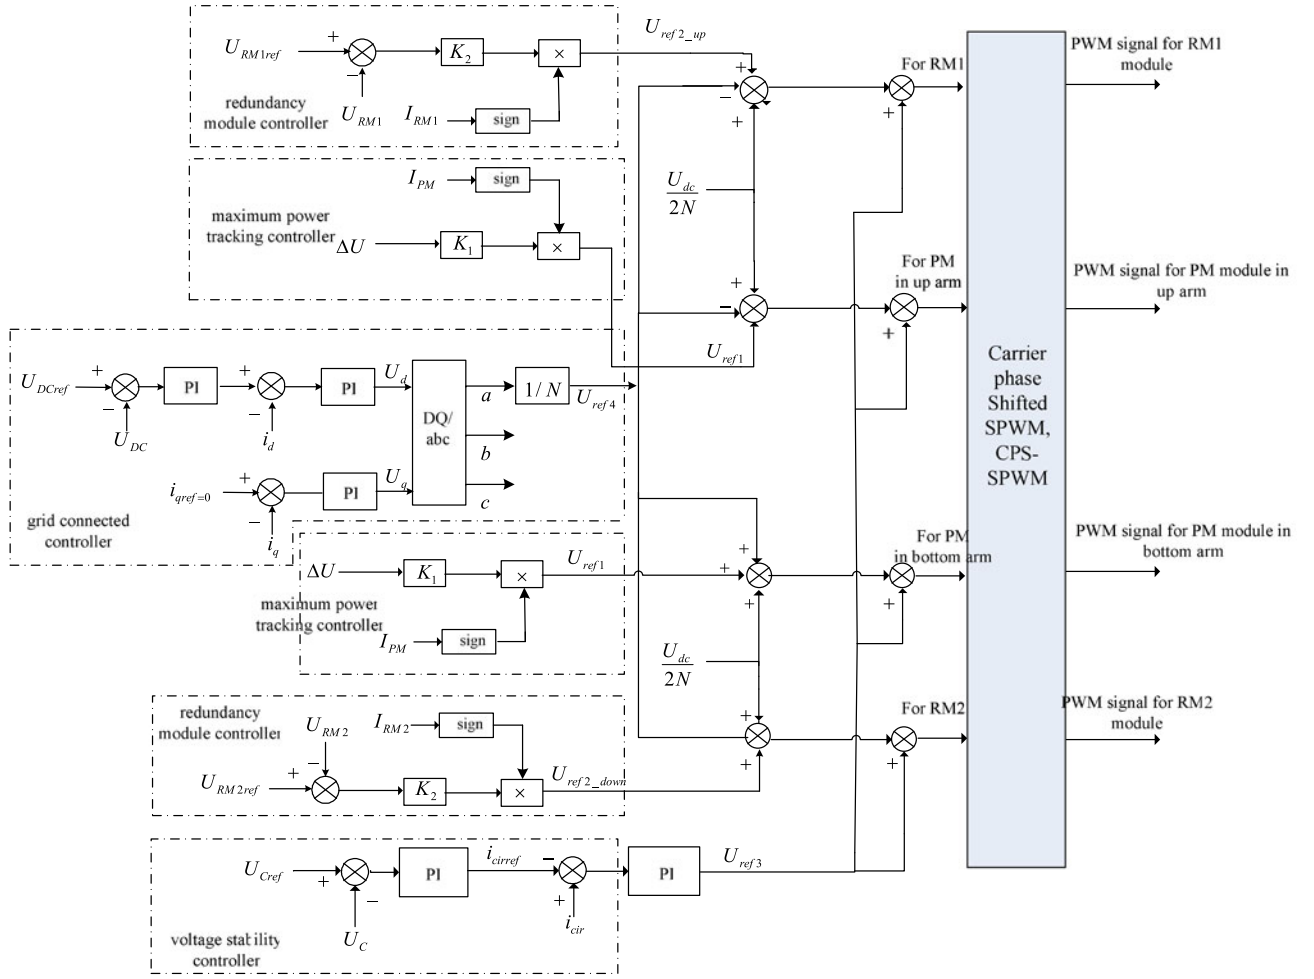 U_RM1ref
+
−
U_RM1
K_2
×
I_RM1
sign
redundancy
module controller
U_ref2_up
I_PM
sign
maximum power
tracking controller
ΔU
K_1
×
+
−
+
U_dc
2N
+
−
U_ref1
For RM1
+
For PM
in up arm
+
PWM signal for RM1
module
PWM signal for PM module in
up arm
U_DCref
+
−
U_DC
PI
+
−
i_d
PI
U_d
DQ/
abc
a
b
c
1/N
U_ref4
i_qref=0
+
−
i_q
PI
U_q
grid connected
controller
Carrier
phase
Shifted
SPWM,
CPS-
SPWM
ΔU
K_1
×
U_ref1
maximum power
tracking controller
I_PM
sign
+
+
+
U_dc
2N
+
+
For PM
in bottom arm
+
PWM signal for PM module in
bottom arm
redundancy
module controller
U_RM2
I_RM2
sign
−
+
U_RM2ref
K_2
×
U_ref2_down
For RM2
+
PWM signal for RM2
module
U_Cref
+
−
U_C
PI
i_cirref
−
+
i_cir
PI
U_ref3
voltage stability
controller